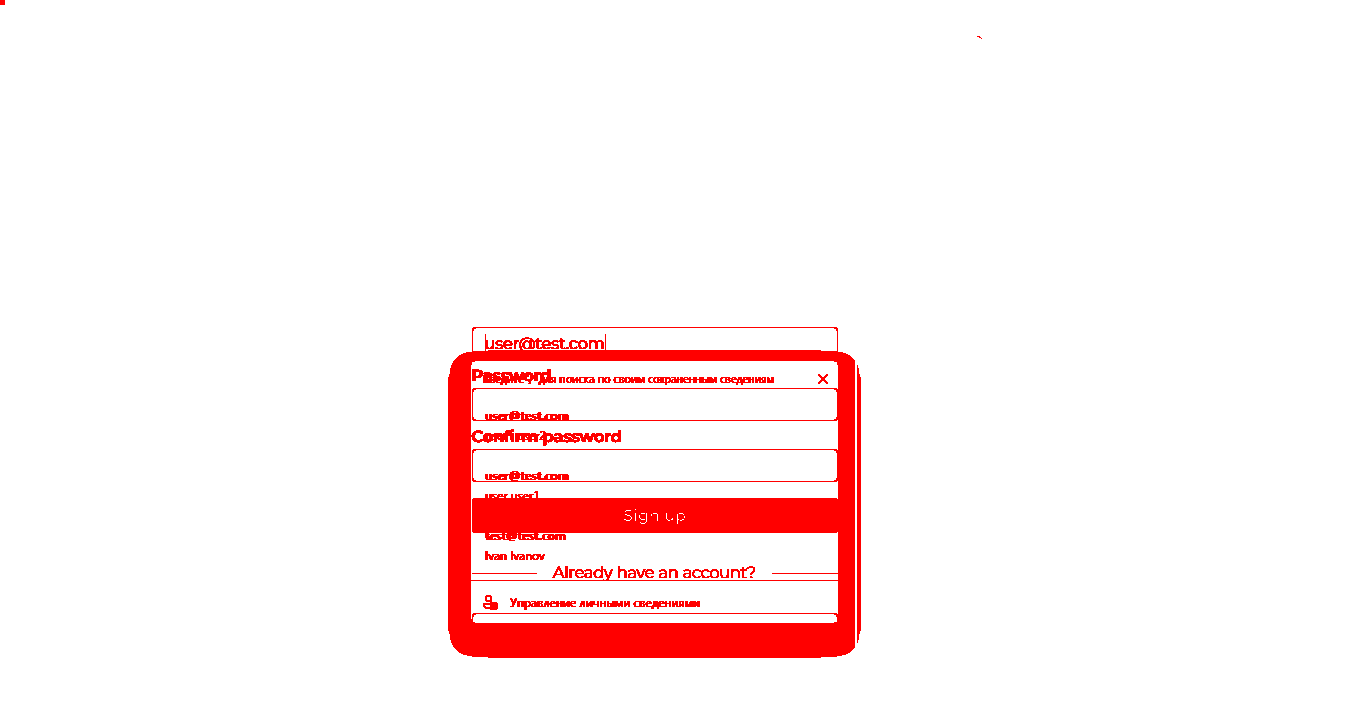 user@test.com
Password
для поиска по своим сохраненным сведениям
user@test.com
Confirm password
user@test.com
user user1
Sign up
test@test.com
Ivan Ivanov
Already have an account?
Управление личными сведениями